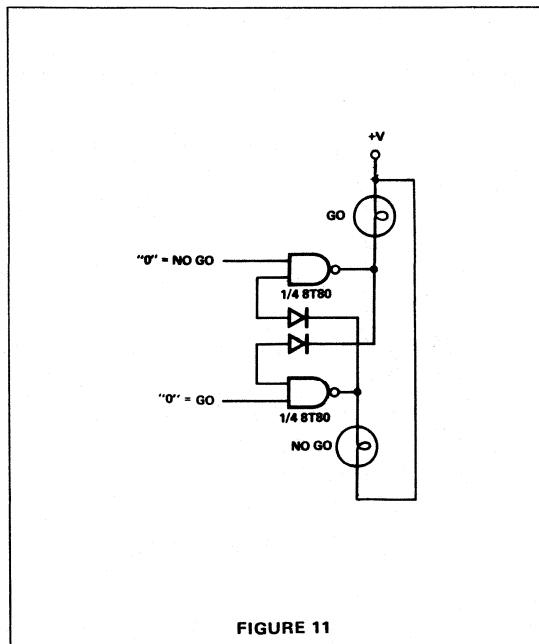 +V
GO
"0" = NO GO
1/4 8T80
"0" = GO
1/4 8T80
NO GO
FIGURE 11